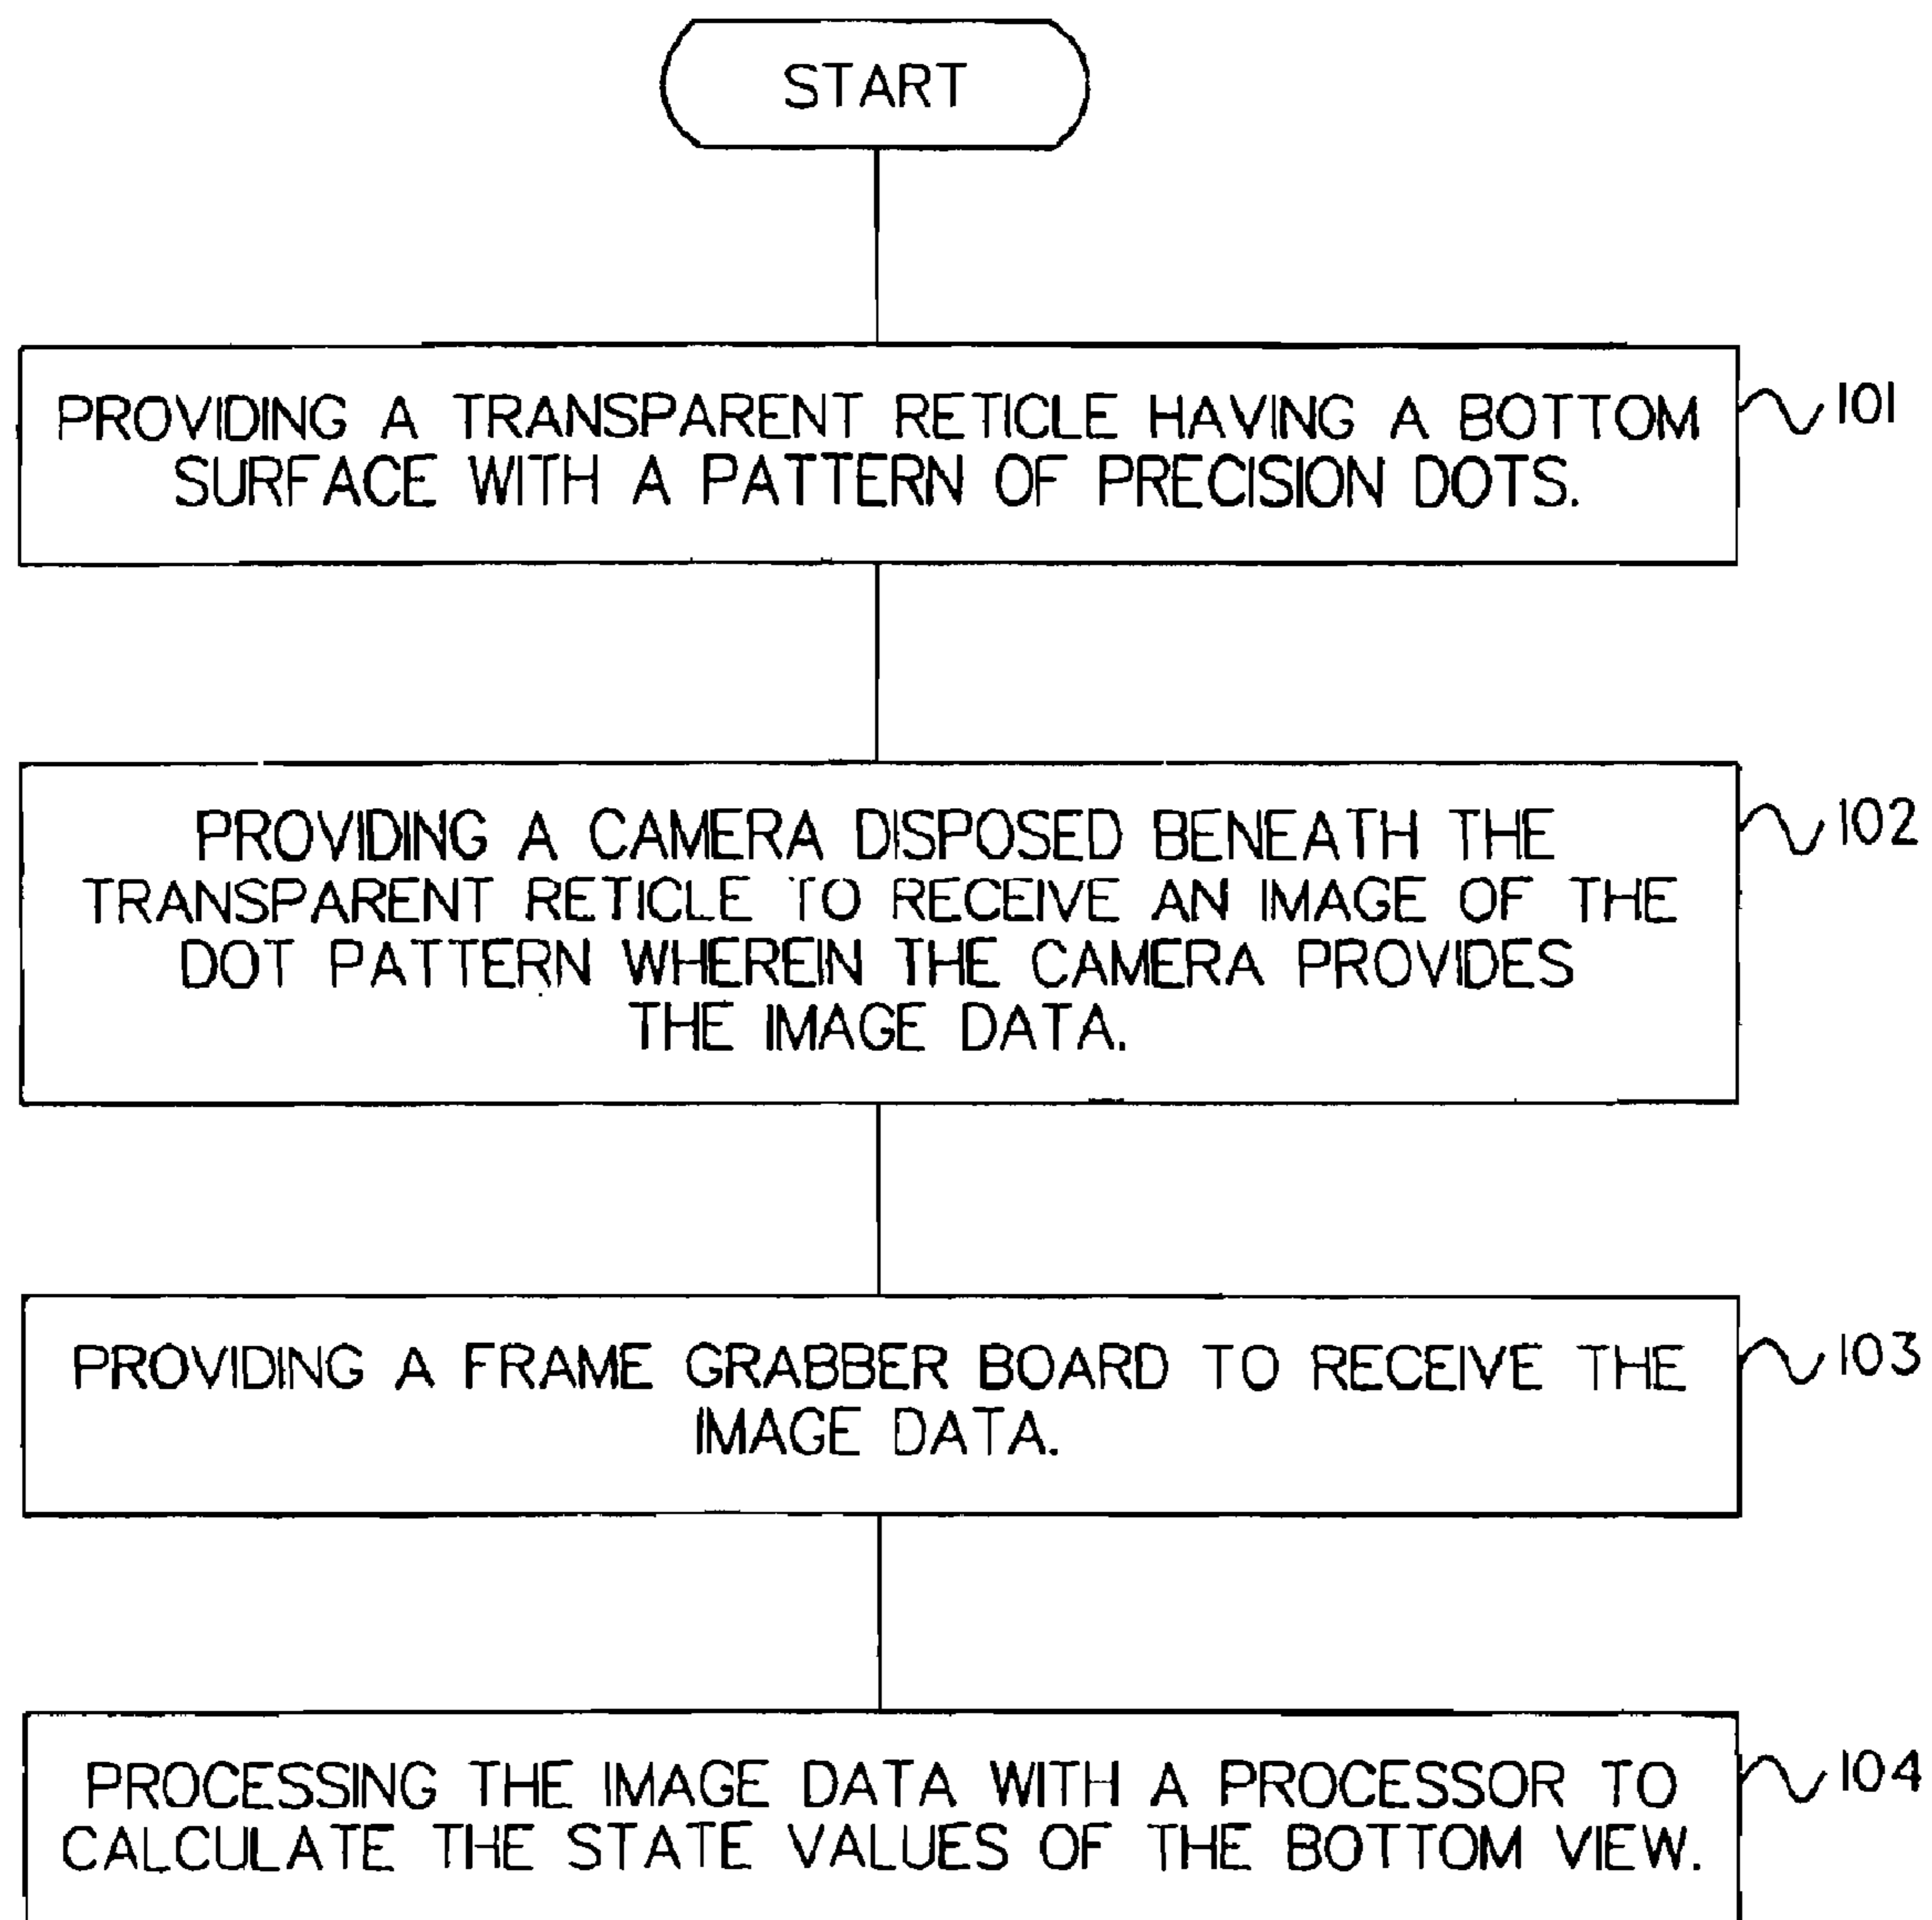 START
PROVIDING A TRANSPARENT RETICLE HAVING A BOTTOM
SURFACE WITH A PATTERN OF PRECISION DOTS.
101
PROVIDING A CAMERA DISPOSED BENEATH THE
TRANSPARENT RETICLE TO RECEIVE AN IMAGE OF THE
DOT PATTERN WHEREIN THE CAMERA PROVIDES
THE IMAGE DATA.
102
PROVIDING A FRAME GRABBER BOARD TO RECEIVE THE
IMAGE DATA.
103
PROCESSING THE IMAGE DATA WITH A PROCESSOR TO
CALCULATE THE STATE VALUES OF THE BOTTOM VIEW.
104